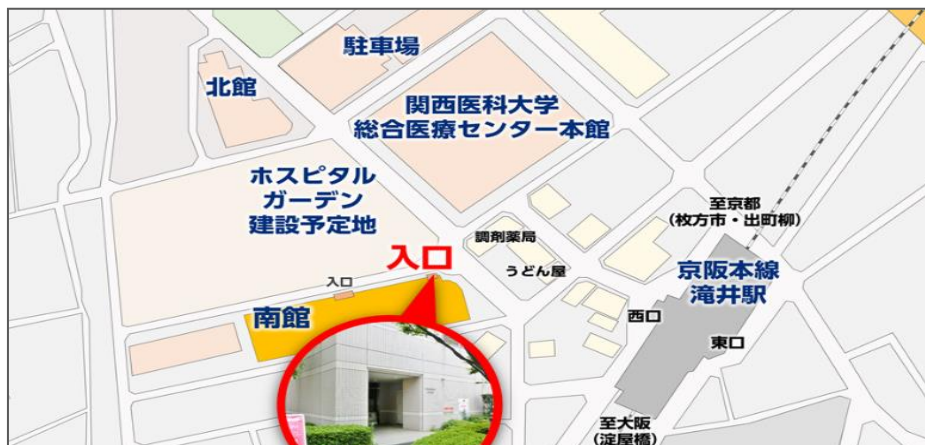 駐車場
北館
関西医科大学
総合医療センター本館
ホスピタル
ガーデン
建設予定地
至京都
(枚方市・出町柳)
調剤薬局
入口
うどん屋
京阪本線
滝井駅
入口
南館
西口
東口
至大阪
(淀屋橋)